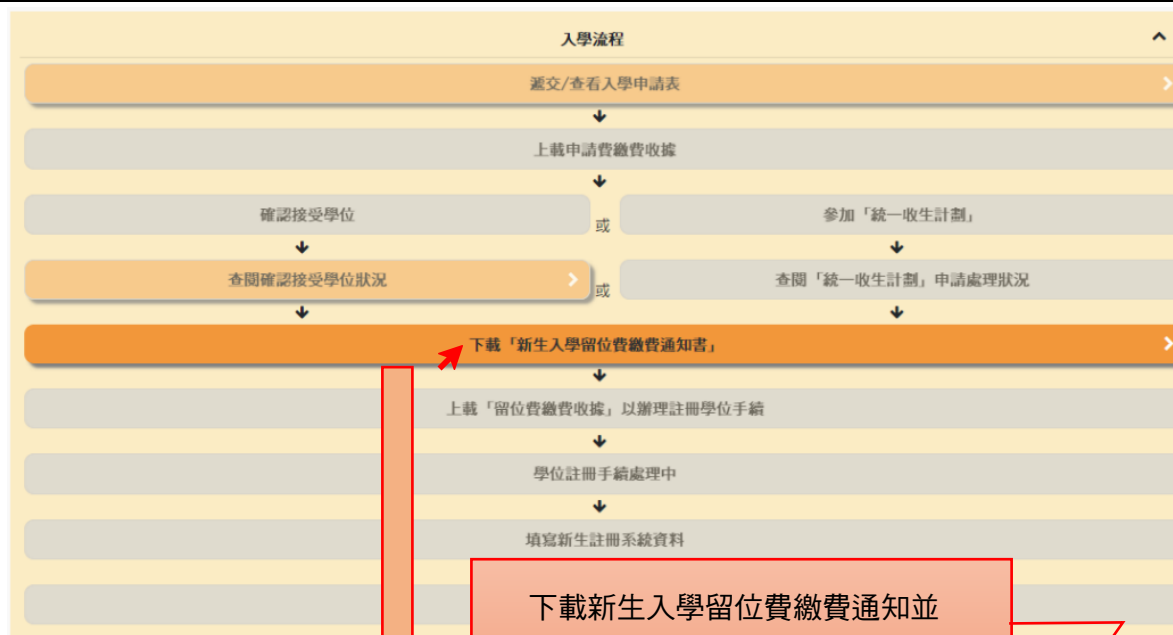 入學流程
遞交/查看入學申請表
上載申請費繳費收據
確認接受學位
或
參加「統一收生計劃」
查閱確認接受學位狀況
或
查閱「統一收生計劃」申請處理狀況
下載「新生入學留位費繳費通知書」
上載「留位費繳費收據」以辦理註冊學位手續
學位註冊手續處理中
填寫新生註冊系統資料
下載新生入學留位費繳費通知並